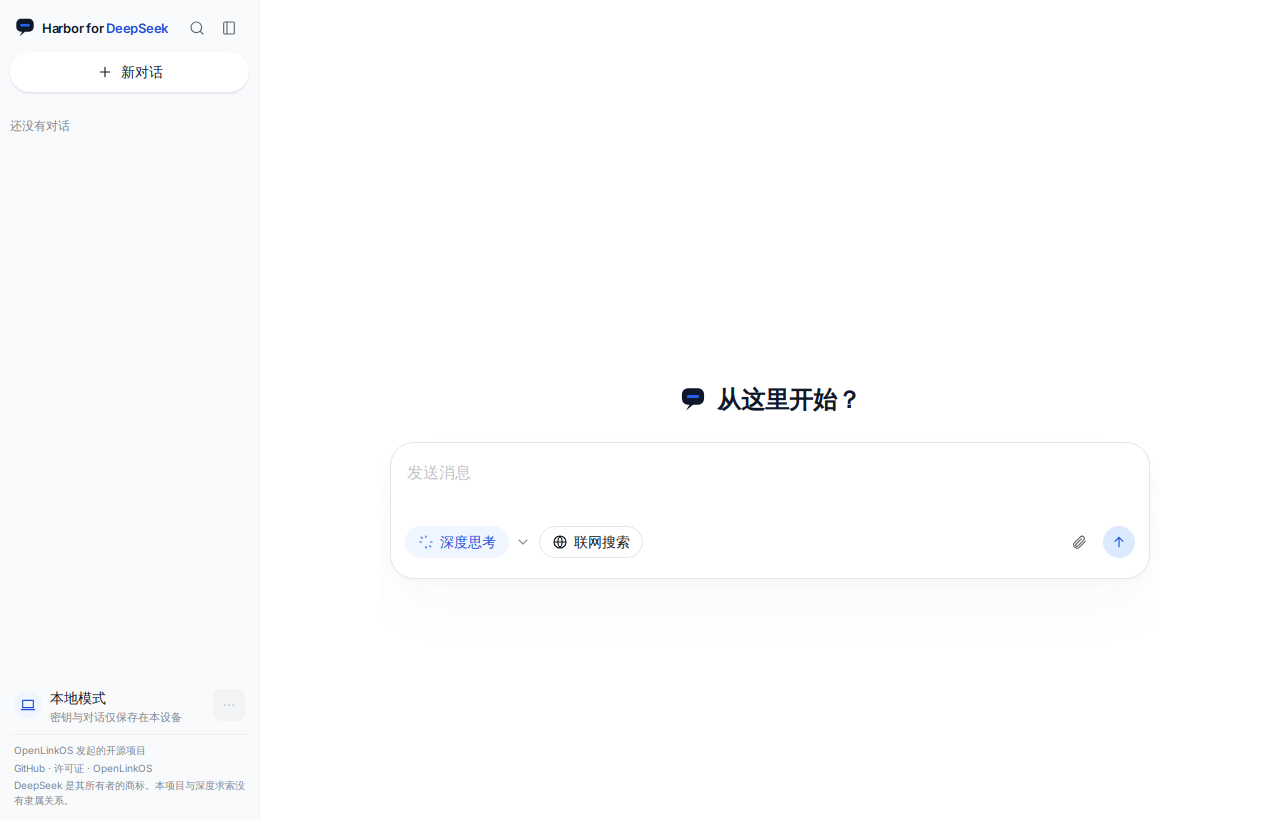 Harbor for DeepSeek
新对话
还没有对话
从这里开始？
发送消息
深度思考
联网搜索
本地模式
密钥与对话仅保存在本设备
OpenLinkOS 发起的开源项目
GitHub · 许可证 · OpenLinkOS
DeepSeek 是其所有者的商标。本项目与深度求索没
有隶属关系。